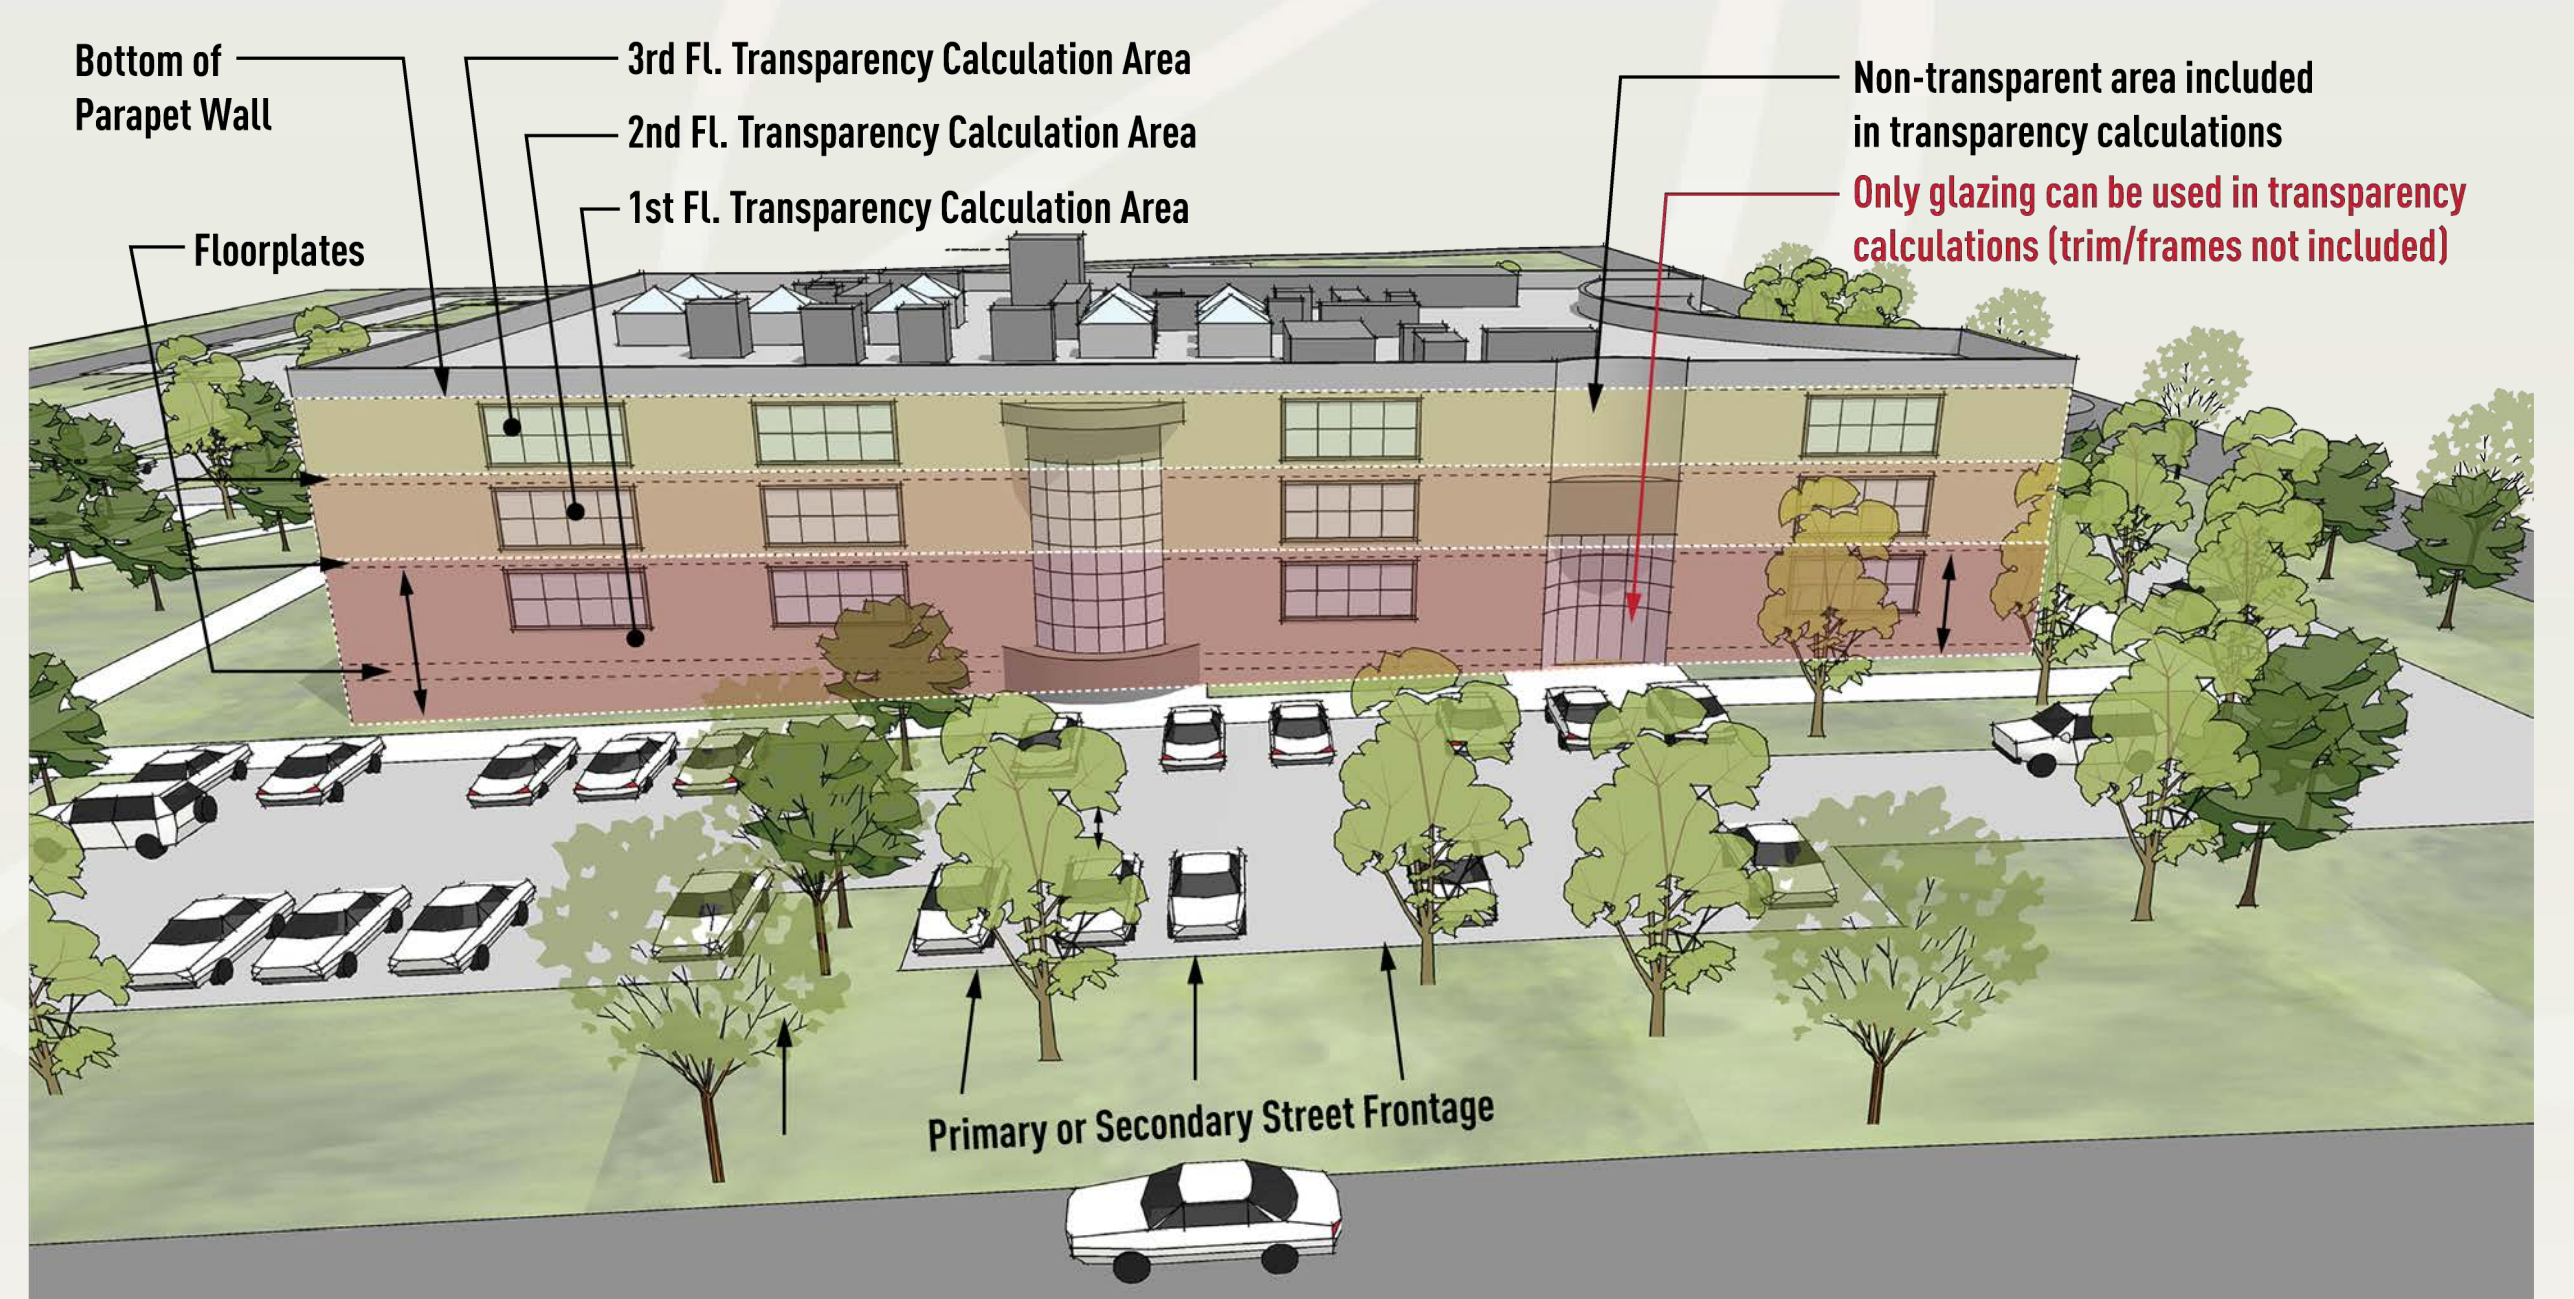 Bottom of
Parapet Wall
3rd Fl. Transparency Calculation Area
2nd Fl. Transparency Calculation Area
1st Fl. Transparency Calculation Area
Floorplates
Non-transparent area included
in transparency calculations
Only glazing can be used in transparency
calculations (trim/frames not included)
Primary or Secondary Street Frontage